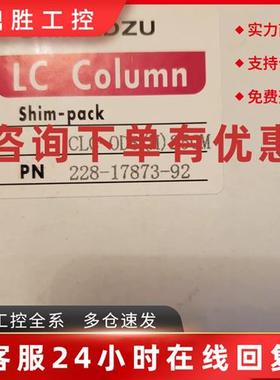 胜工控
实力
支持
免费
OZU
LC Column
Shim-pack
咨询下单有优惠
PN 228-17873-92
工控全系 多仓速发
客服24小时在线回复